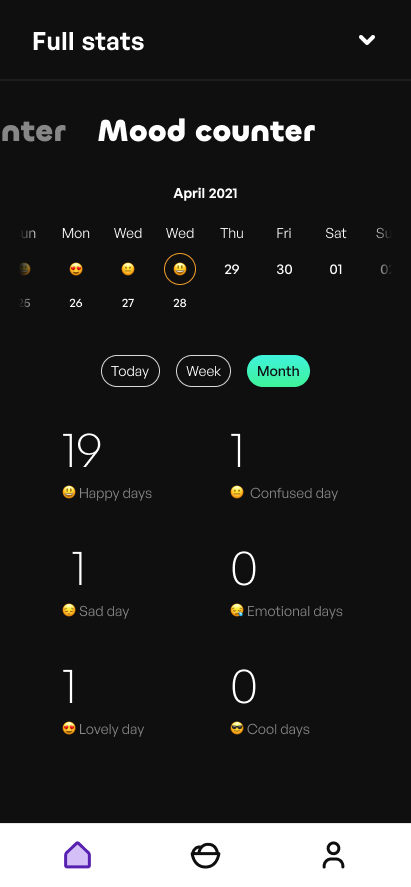 Full stats
nter Mood counter
April 2021
un Mon Wed Wed Thu Fri Sat Su
😍 😐 😃 29 30 01 0
25 26 27 28
Today Week Month
19 1
😃 Happy days 😐 Confused day
1 0
😔 Sad day 😪 Emotional days
1 0
😍 Lovely day 😎 Cool days